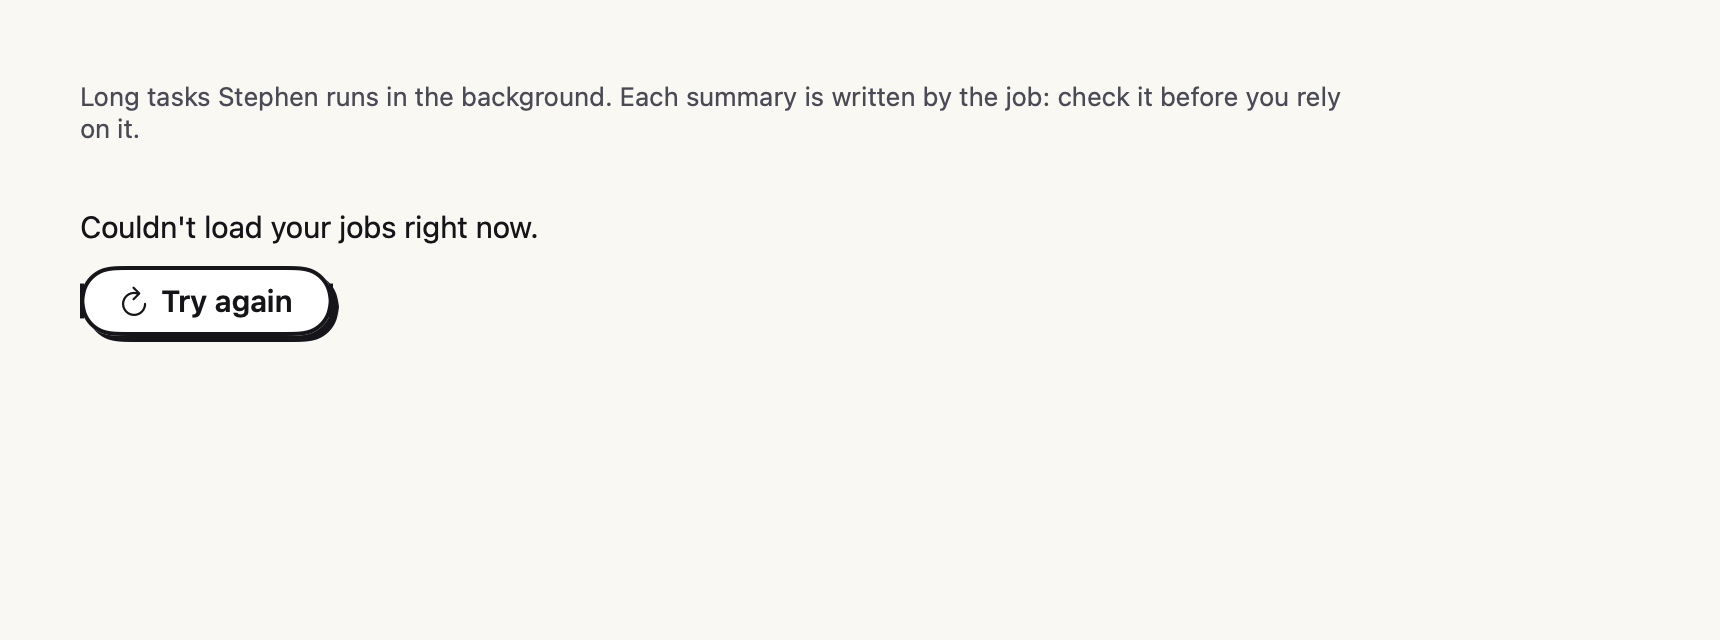 Long tasks Stephen runs in the background. Each summary is written by the job: check it before you rely
on it.
Couldn't load your jobs right now.
Try again